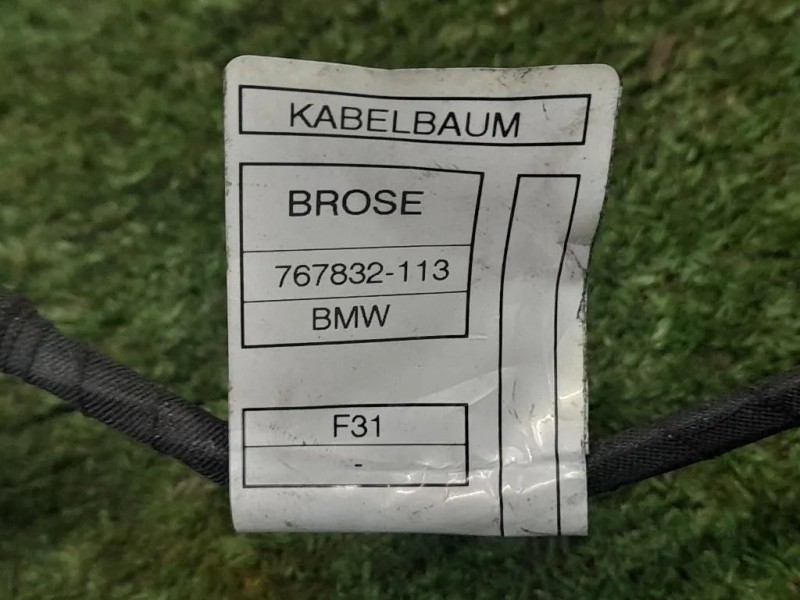 KABELBAUM
BROSE
767832-113
BMW
F31
-